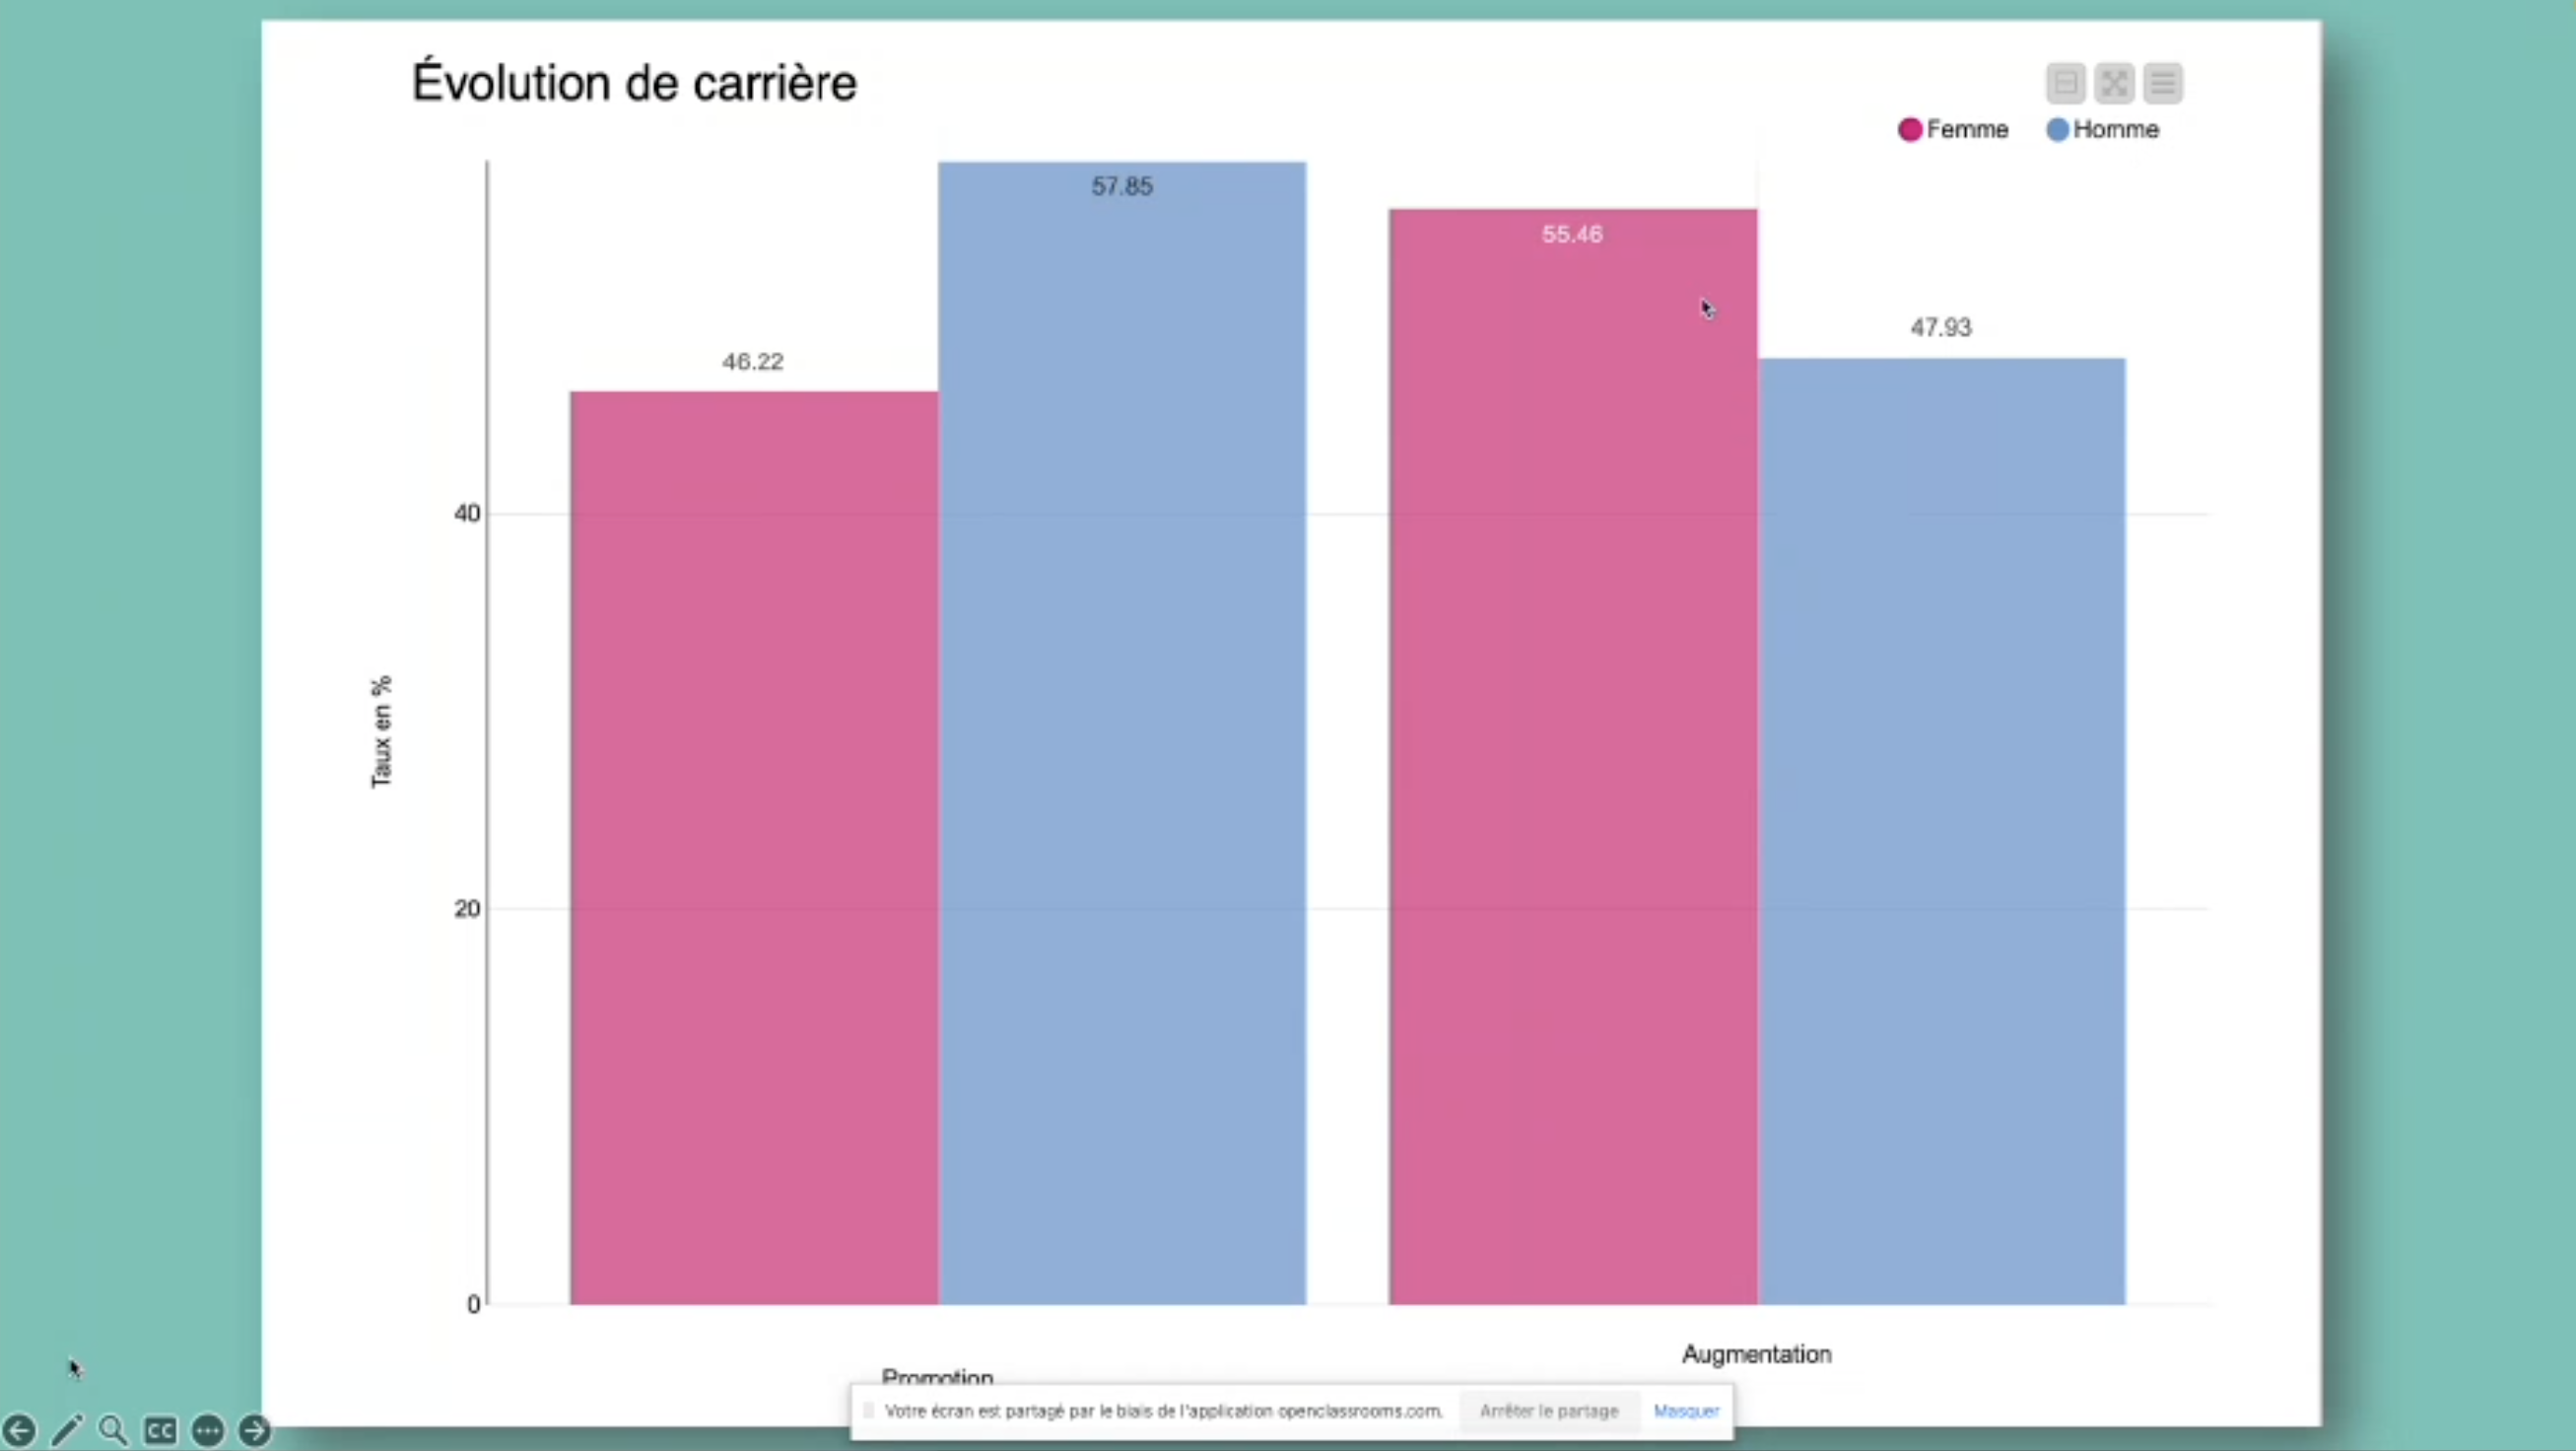 Évolution de carrière
Femme Homme
57.85
55.46
47.93
46.22
40
Taux en %
20
0
Augmentation
Promotion
Votre écran est partagé par le biais de l'application openclassrooms.com. Arrêter le partage Masquer
CC